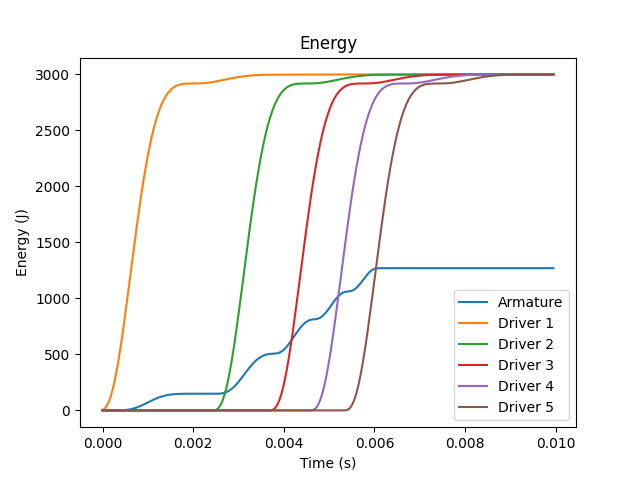 Energy
Energy (J)
3000
2500
2000
1500
1000
500
0
0.000 0.002 0.004 0.006 0.008 0.010
Time (s)
Armature
Driver 1
Driver 2
Driver 3
Driver 4
Driver 5